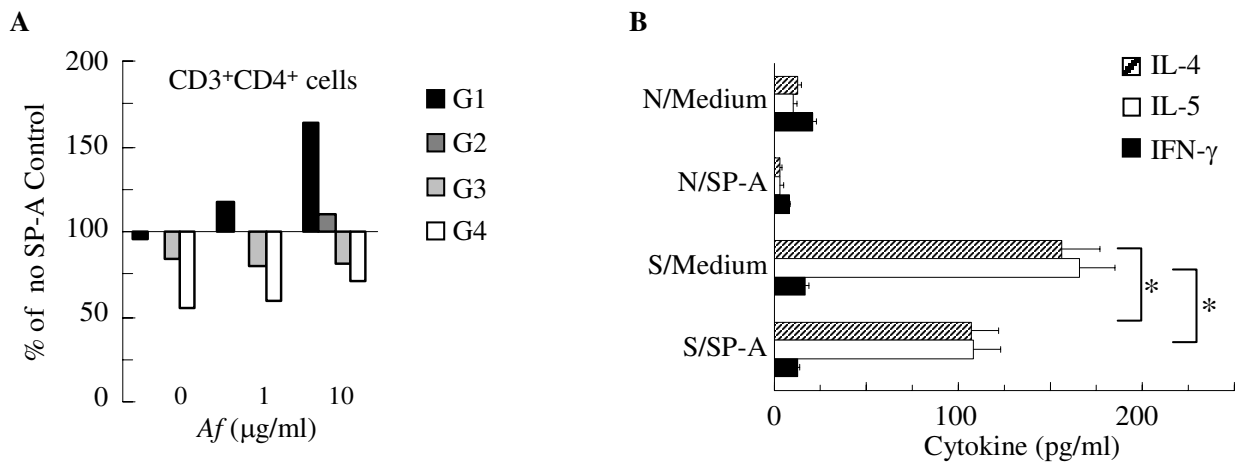 A
200
150
100
50
0
% of no SP-A Control
CD3⁺CD4⁺ cells
G1
G2
G3
G4
0 1 10
Af (μg/ml)
B
IL-4
IL-5
IFN-γ
N/Medium
N/SP-A
S/Medium
S/SP-A
*
*
0 100 200
Cytokine (pg/ml)